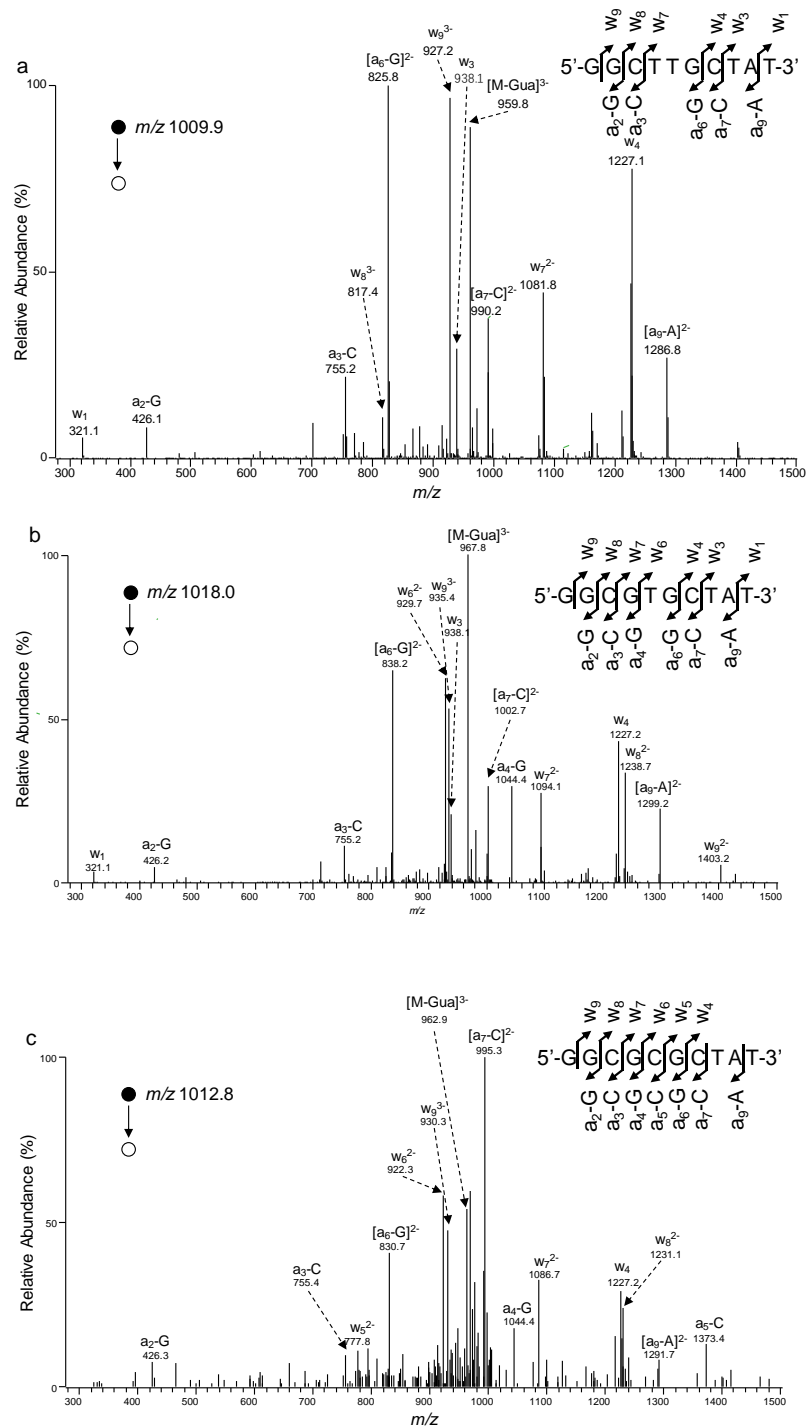 a
m/z 1009.9
Relative Abundance (%)
100
50
0
w1
321.1
a2-G
426.1
a3-C
755.2
w8^3-
817.4
[a6-G]^2-
825.8
w9^3-
927.2
w3
938.1
[M-Gua]^3-
959.8
[a7-C]^2-
990.2
w7^2-
1081.8
w4
1227.1
[a9-A]^2-
1286.8
w9 w8 w7 w4 w3 w1
5'-GGCTTGCTAT-3'
a2-G a3-C a6-G a7-C a9-A
300 400 500 600 700 800 900 1000 1100 1200 1300 1400 1500
m/z
b
m/z 1018.0
Relative Abundance (%)
100
50
0
w1
321.1
a2-G
426.2
a3-C
755.2
[a6-G]^2-
838.2
w6^2-
929.7
w9^3-
935.4
w3
938.1
[M-Gua]^3-
967.8
[a7-C]^2-
1002.7
a4-G
1044.4
w7^2-
1094.1
w4
1227.2
w8^2-
1238.7
[a9-A]^2-
1299.2
w9^2-
1403.2
w9 w8 w7 w6 w4 w3 w1
5'-GGCGTGCTAT-3'
a2-G a3-C a4-G a6-G a7-C a9-A
300 400 500 600 700 800 900 1000 1100 1200 1300 1400 1500
m/z
c
m/z 1012.8
Relative Abundance (%)
100
50
0
a2-G
426.3
a3-C
755.4
w5^2-
777.8
[a6-G]^2-
830.7
w6^2-
922.3
w9^3-
930.3
[M-Gua]^3-
962.9
[a7-C]^2-
995.3
a4-G
1044.4
w7^2-
1086.7
w4
1227.2
w8^2-
1231.1
[a9-A]^2-
1291.7
a5-C
1373.4
w9 w8 w7 w6 w5 w4
5'-GGCGCGCTAT-3'
a2-G a3-C a4-G a5-C a6-G a7-C a9-A
300 400 500 600 700 800 900 1000 1100 1200 1300 1400 1500
m/z